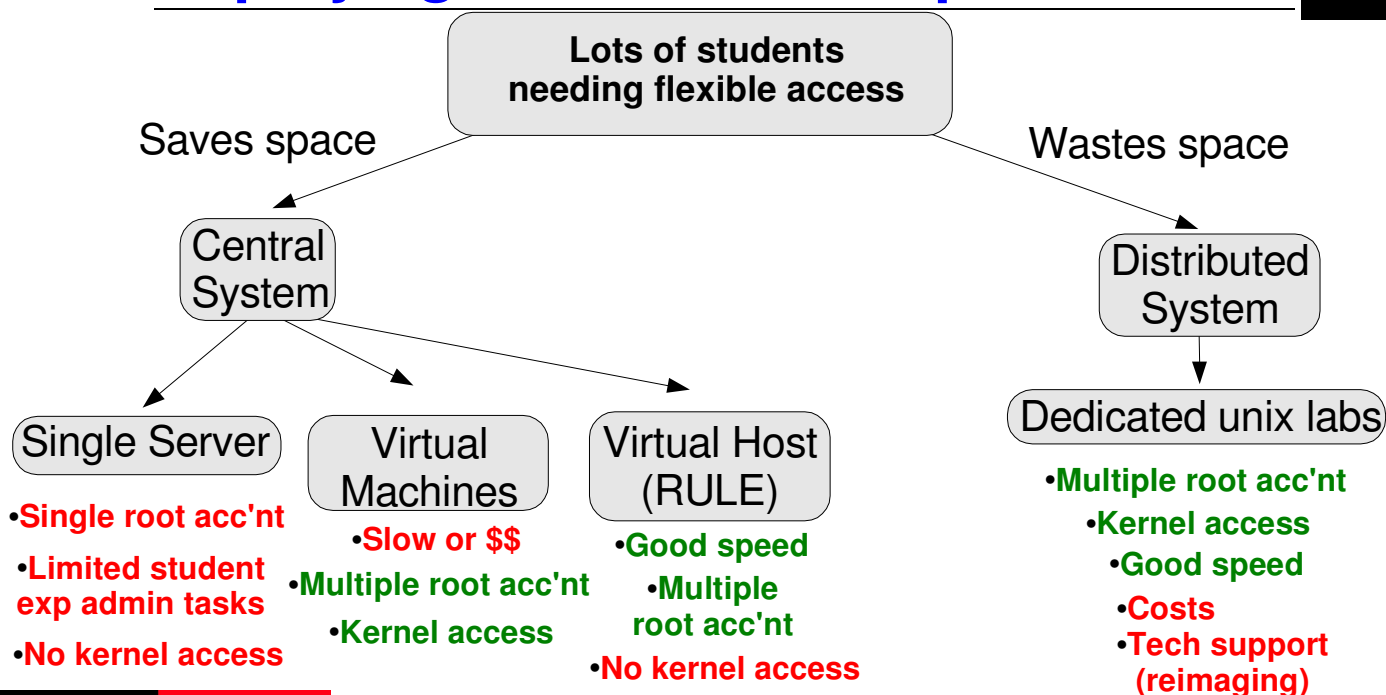 Lots of students
needing flexible access
Saves space
Wastes space
Central
System
Distributed
System
Single Server
Virtual
Machines
Virtual Host
(RULE)
Dedicated unix labs
•Single root acc'nt
•Limited student
exp admin tasks
•No kernel access
•Slow or $$
•Multiple root acc'nt
•Kernel access
•Good speed
•Multiple
root acc'nt
•No kernel access
•Multiple root acc'nt
•Kernel access
•Good speed
•Costs
•Tech support
(reimaging)